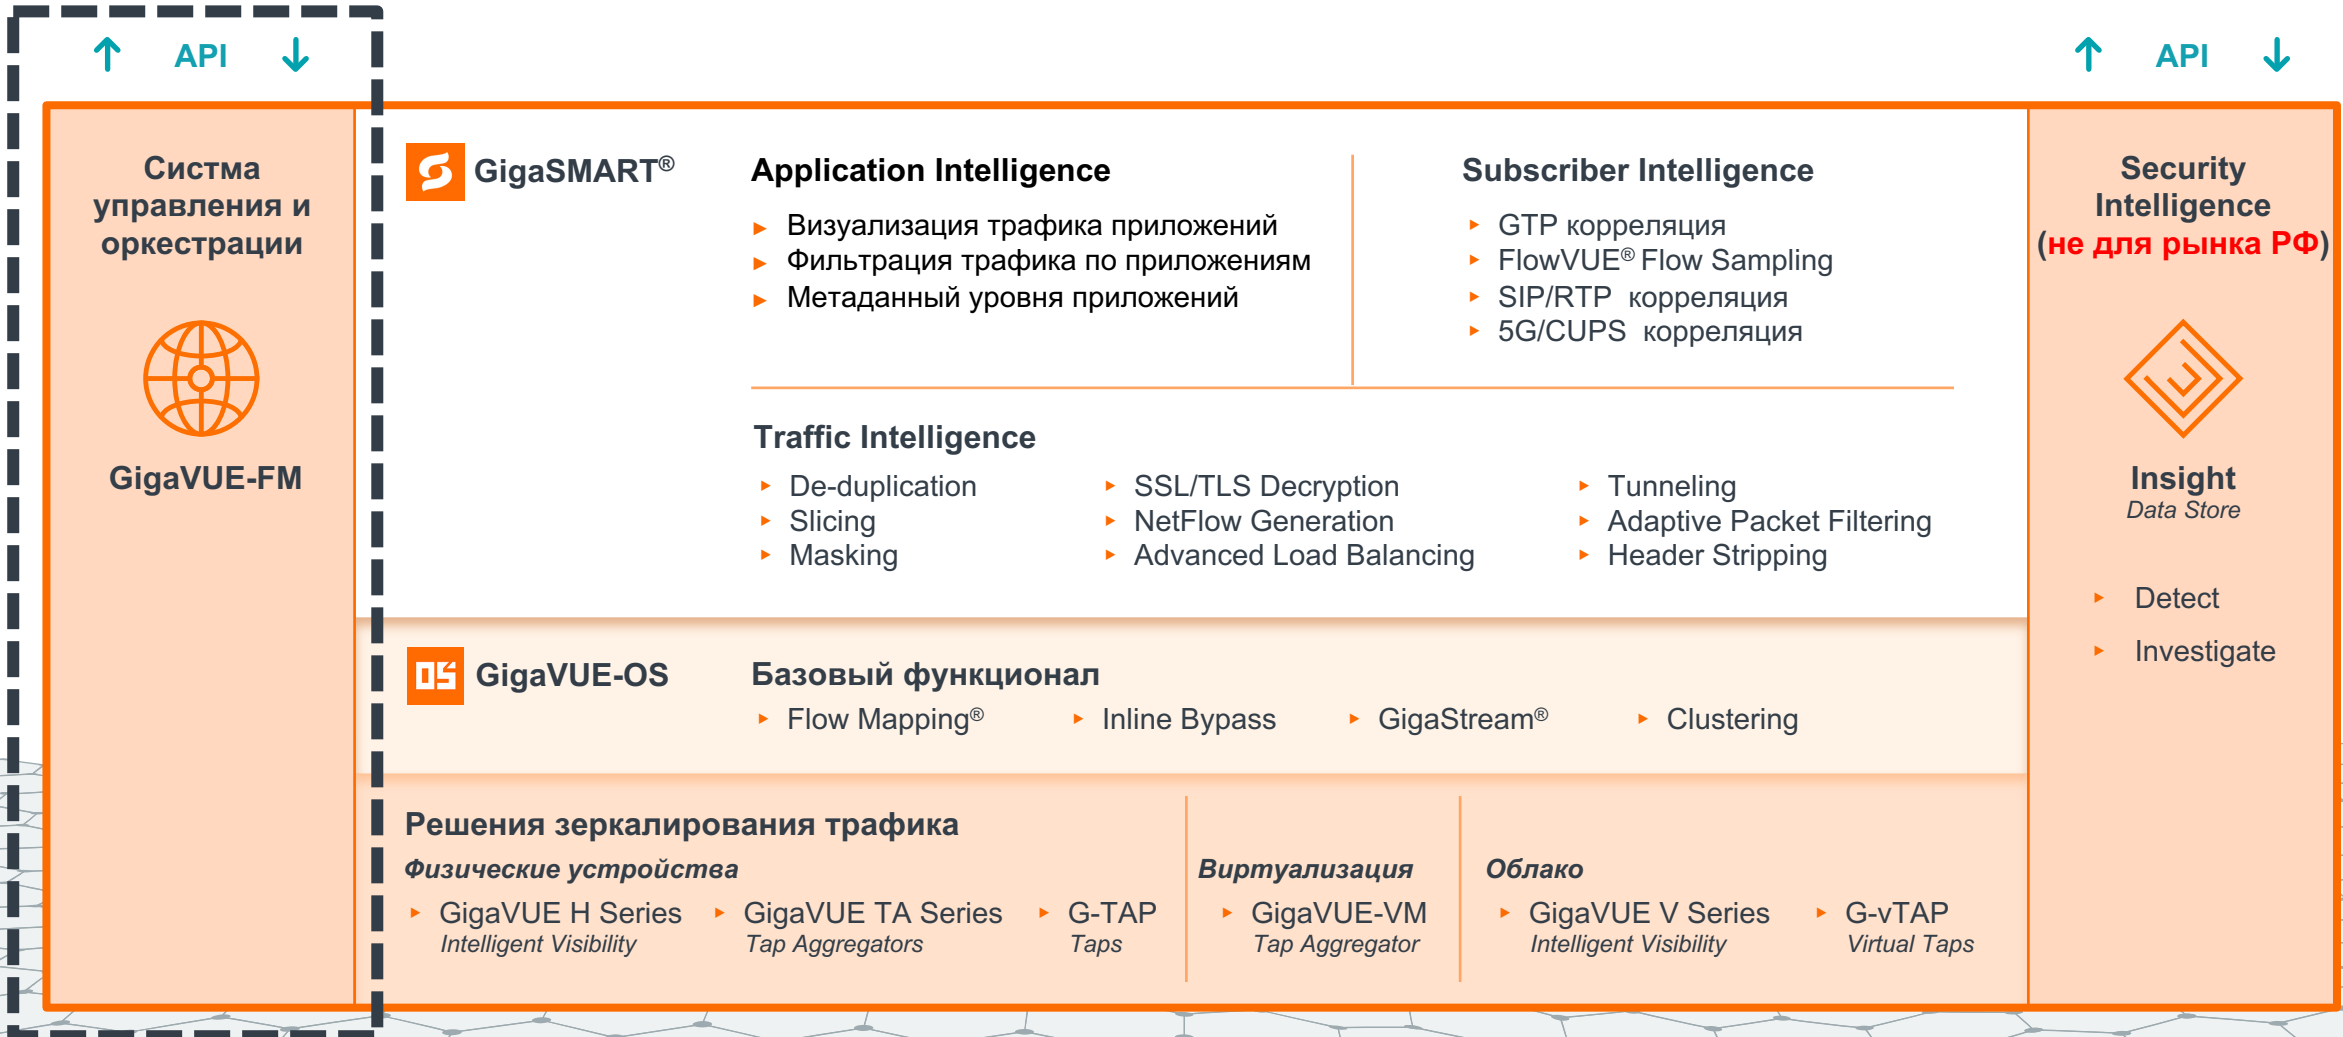 API
API
Систма
управления и
оркестрации
GigaVUE-FM
GigaSMART®
Application Intelligence
Визуализация трафика приложений
Фильтрация трафика по приложениям
Метаданный уровня приложений
Subscriber Intelligence
GTP корреляция
FlowVUE® Flow Sampling
SIP/RTP корреляция
5G/CUPS корреляция
Traffic Intelligence
De-duplication
Slicing
Masking
SSL/TLS Decryption
NetFlow Generation
Advanced Load Balancing
Tunneling
Adaptive Packet Filtering
Header Stripping
OS
GigaVUE-OS
Базовый функционал
Flow Mapping®
Inline Bypass
GigaStream®
Clustering
Решения зеркалирования трафика
Физические устройства
GigaVUE H Series
Intelligent Visibility
GigaVUE TA Series
Tap Aggregators
G-TAP
Taps
Виртуализация
GigaVUE-VM
Tap Aggregator
Облако
GigaVUE V Series
Intelligent Visibility
G-vTAP
Virtual Taps
Security
Intelligence
(не для рынка РФ)
Insight
Data Store
Detect
Investigate